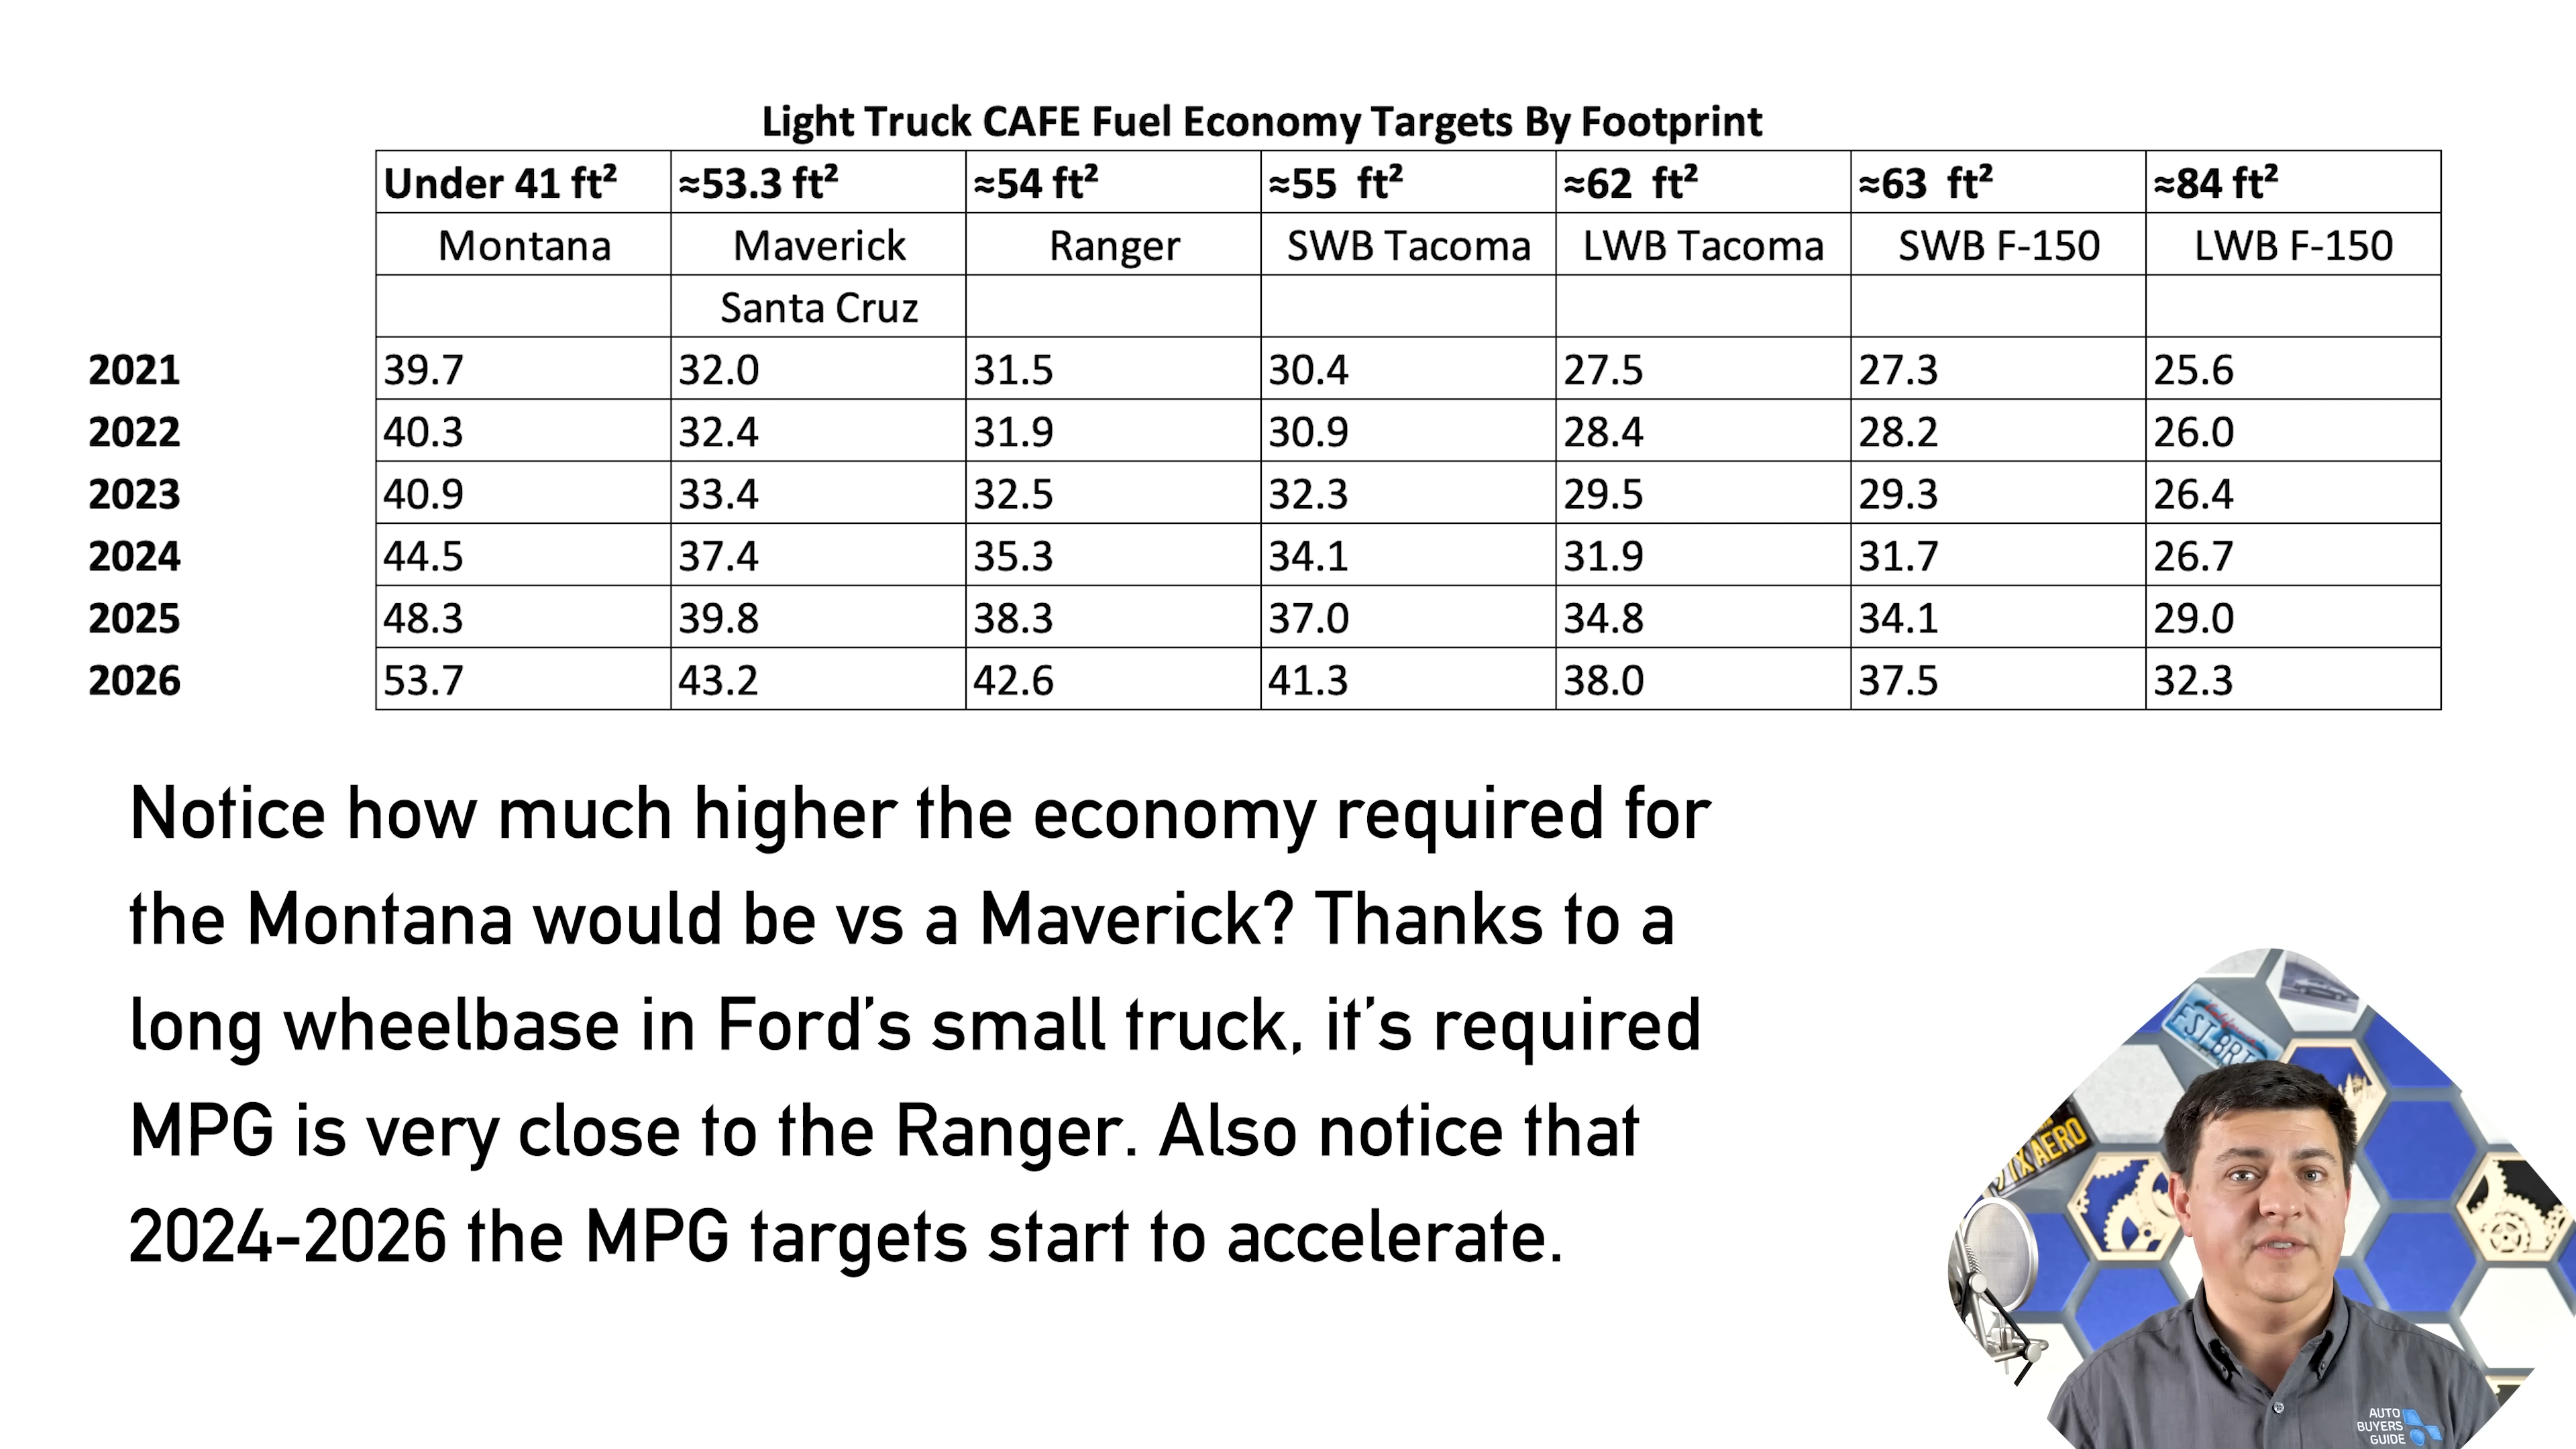 Light Truck CAFE Fuel Economy Targets By Footprint
Under 41 ft² ≈53.3 ft² ≈54 ft² ≈55 ft² ≈62 ft² ≈63 ft² ≈84 ft²
Montana Maverick Ranger SWB Tacoma LWB Tacoma SWB F-150 LWB F-150
Santa Cruz
2021 39.7 32.0 31.5 30.4 27.5 27.3 25.6
2022 40.3 32.4 31.9 30.9 28.4 28.2 26.0
2023 40.9 33.4 32.5 32.3 29.5 29.3 26.4
2024 44.5 37.4 35.3 34.1 31.9 31.7 26.7
2025 48.3 39.8 38.3 37.0 34.8 34.1 29.0
2026 53.7 43.2 42.6 41.3 38.0 37.5 32.3
Notice how much higher the economy required for
the Montana would be vs a Maverick? Thanks to a
long wheelbase in Ford's small truck, it's required
MPG is very close to the Ranger. Also notice that
2024-2026 the MPG targets start to accelerate.
AERO
AUTO
BUYERS
GUIDE